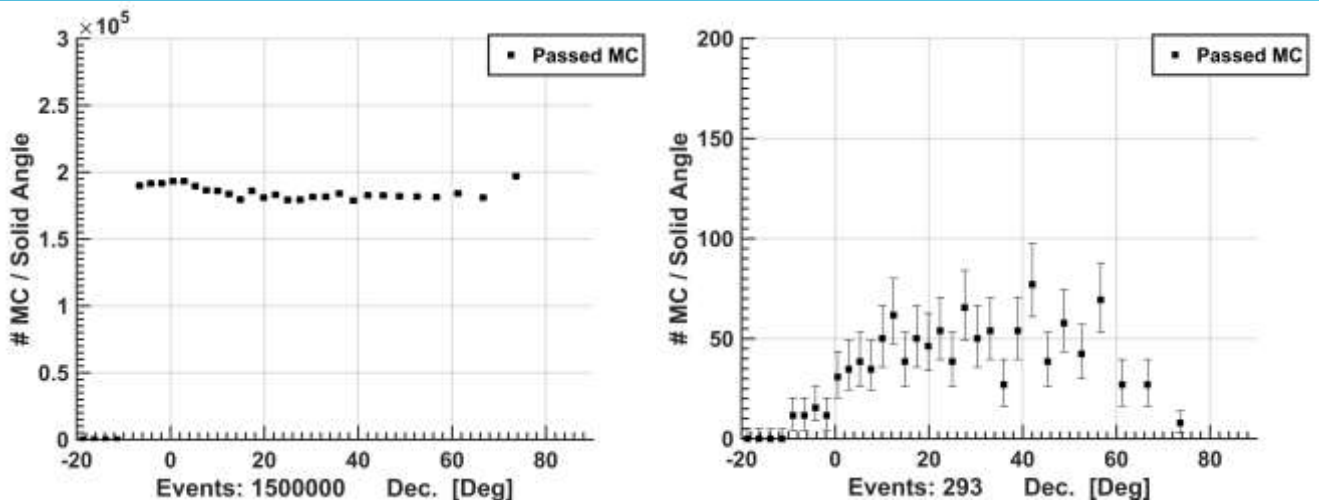 ×10⁵
3
2.5
2
1.5
1
0.5
0
-20 0 20 40 60 80
# MC / Solid Angle
Passed MC
Events: 1500000 Dec. [Deg]
200
150
100
50
0
-20 0 20 40 60 80
# MC / Solid Angle
Passed MC
Events: 293 Dec. [Deg]